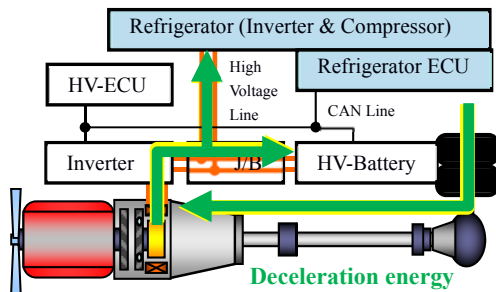 Refrigerator (Inverter & Compressor)
Refrigerator ECU
HV-ECU
High
Voltage
Line
CAN Line
Inverter
J/B
HV-Battery
Deceleration energy